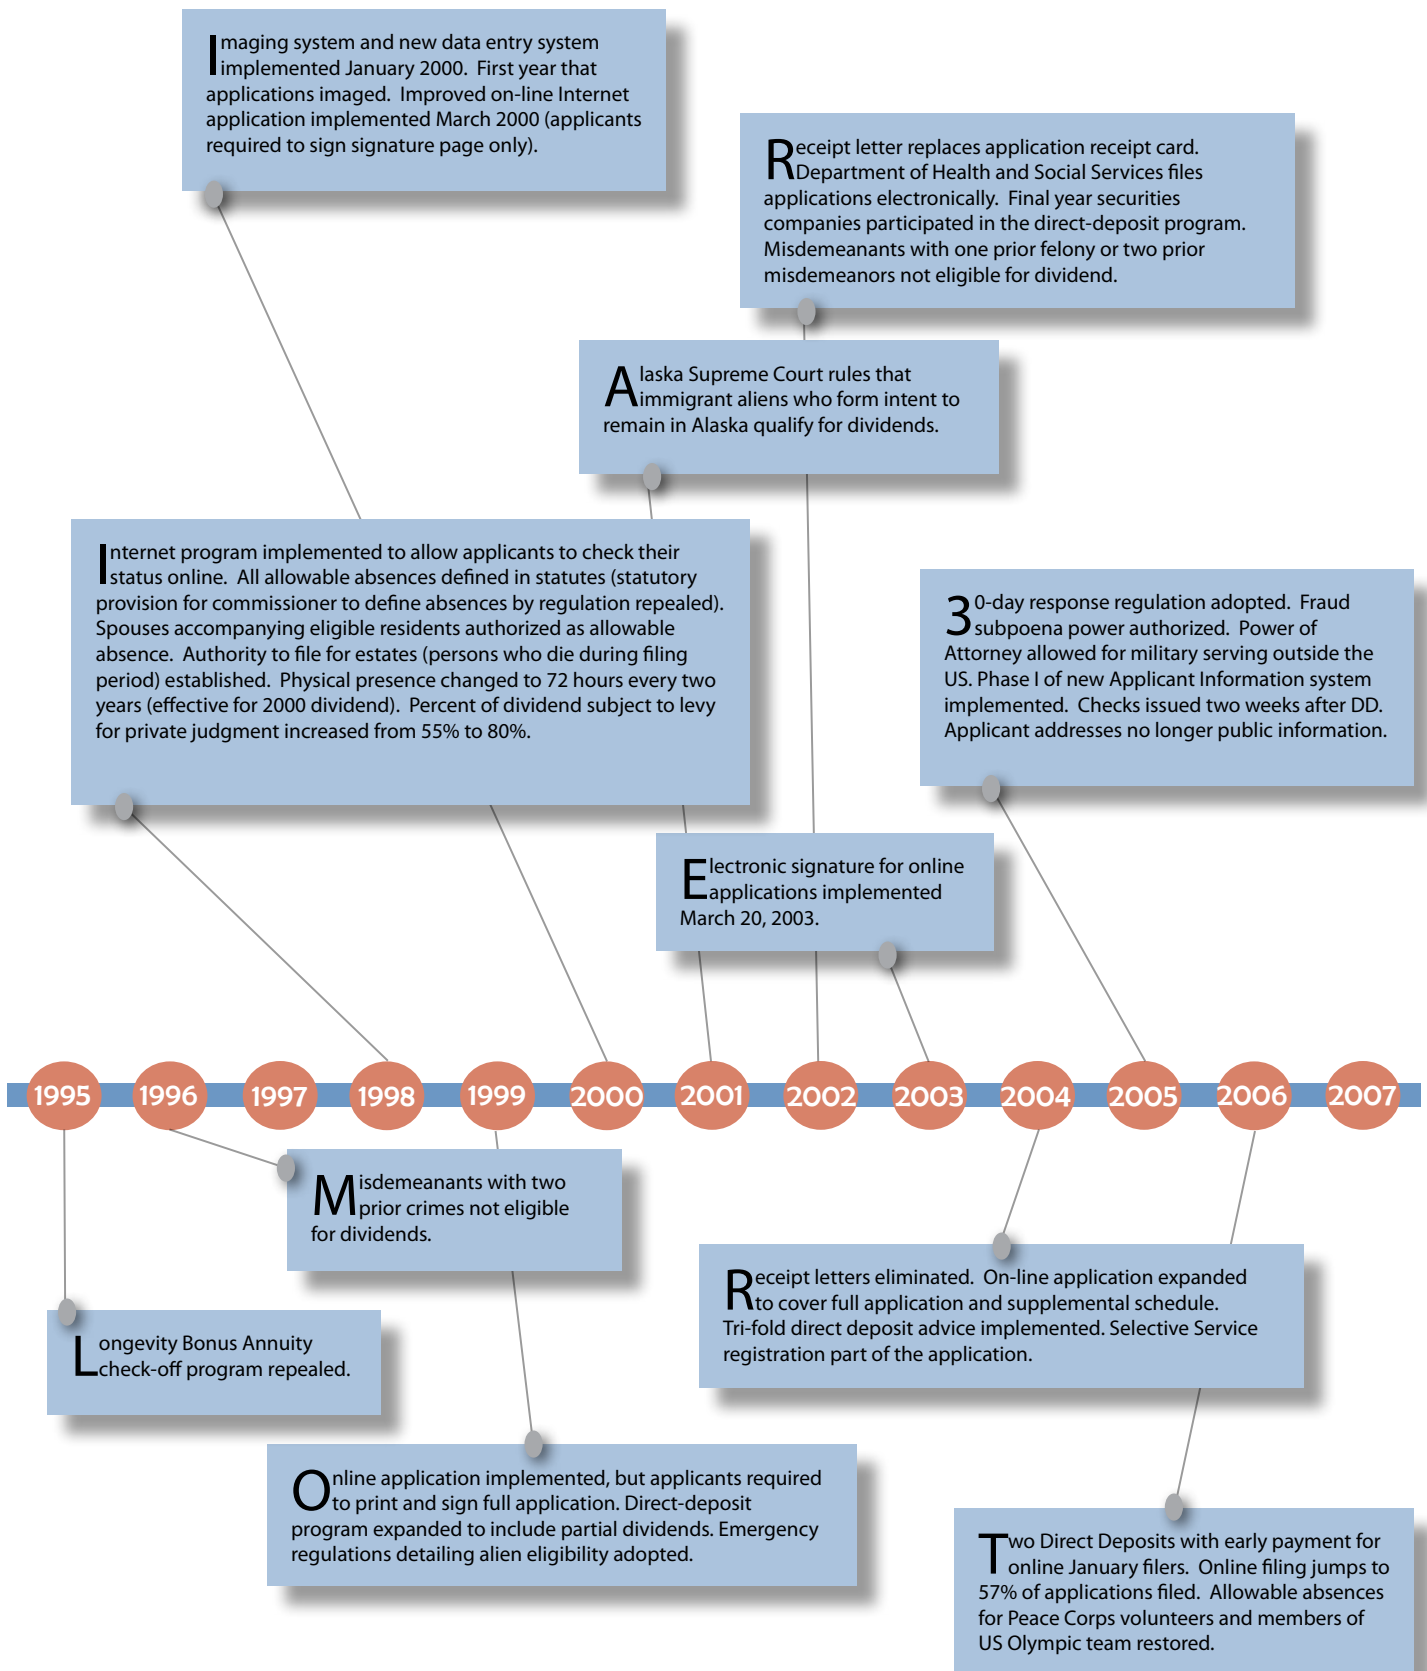 Imaging system and new data entry system
implemented January 2000. First year that
applications imaged. Improved on-line Internet
application implemented March 2000 (applicants
required to sign signature page only).
Receipt letter replaces application receipt card.
Department of Health and Social Services files
applications electronically. Final year securities
companies participated in the direct-deposit program.
Misdemeanants with one prior felony or two prior
misdemeanors not eligible for dividend.
Alaska Supreme Court rules that
immigrant aliens who form intent to
remain in Alaska qualify for dividends.
Internet program implemented to allow applicants to check their
status online. All allowable absences defined in statutes (statutory
provision for commissioner to define absences by regulation repealed).
Spouses accompanying eligible residents authorized as allowable
absence. Authority to file for estates (persons who die during filing
period) established. Physical presence changed to 72 hours every two
years (effective for 2000 dividend). Percent of dividend subject to levy
for private judgment increased from 55% to 80%.
30-day response regulation adopted. Fraud
subpoena power authorized. Power of
Attorney allowed for military serving outside the
US. Phase I of new Applicant Information system
implemented. Checks issued two weeks after DD.
Applicant addresses no longer public information.
Electronic signature for online
applications implemented
March 20, 2003.
1995 1996 1997 1998 1999 2000 2001 2002 2003 2004 2005 2006 2007
Misdemeanants with two
prior crimes not eligible
for dividends.
Receipt letters eliminated. On-line application expanded
to cover full application and supplemental schedule.
Tri-fold direct deposit advice implemented. Selective Service
registration part of the application.
Longevity Bonus Annuity
check-off program repealed.
Online application implemented, but applicants required
to print and sign full application. Direct-deposit
program expanded to include partial dividends. Emergency
regulations detailing alien eligibility adopted.
Two Direct Deposits with early payment for
online January filers. Online filing jumps to
57% of applications filed. Allowable absences
for Peace Corps volunteers and members of
US Olympic team restored.